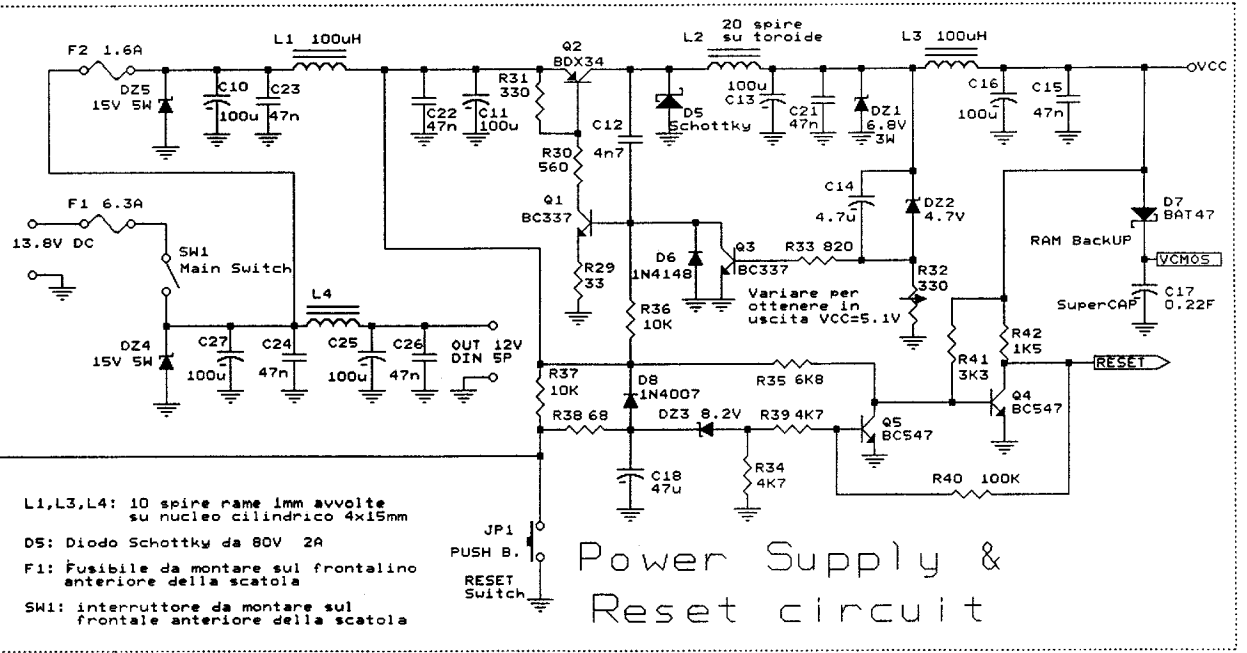 F2 1.6A
L1 100uH
Q2
BDX34
L2
20 spire
su toroide
L3 100uH
VCC
DZ5
15V 5W
C10
100u
C23
47n
R31
330
C22
47n
C11
100u
C12
4n7
D5
Schottky
100u
C13
C21
47n
DZ1
6.8V
3W
C16
100u
C15
47n
R30
560
F1 6.3A
13.8V DC
SW1
Main Switch
Q1
BC337
C14
4.7u
DZ2
4.7V
D7
BAT47
RAM BackUP
VCMOS
D6
1N4148
Q3
BC337
R33 820
R32
330
R29
33
Variare per
ottenere in
uscita VCC=5.1V
SuperCAP
C17
0.22F
L4
R36
10K
DZ4
15V 5W
C27
100u
C24
47n
C25
100u
C26
47n
OUT 12V
DIN 5P
R42
1K5
R41
3K3
RESET
R37
10K
D8
1N4007
R35 6K8
Q4
BC547
R38 68
DZ3 8.2V
R39 4K7
Q5
BC547
C18
47u
R34
4K7
R40 100K
L1,L3,L4: 10 spire rame 1mm avvolte
su nucleo cilindrico 4x15mm
D5: Diodo Schottky da 80V 2A
F1: Fusibile da montare sul frontalino
anteriore della scatola
SW1: interruttore da montare sul
frontale anteriore della scatola
JP1
PUSH B.
RESET
Switch
Power Supply &
Reset circuit